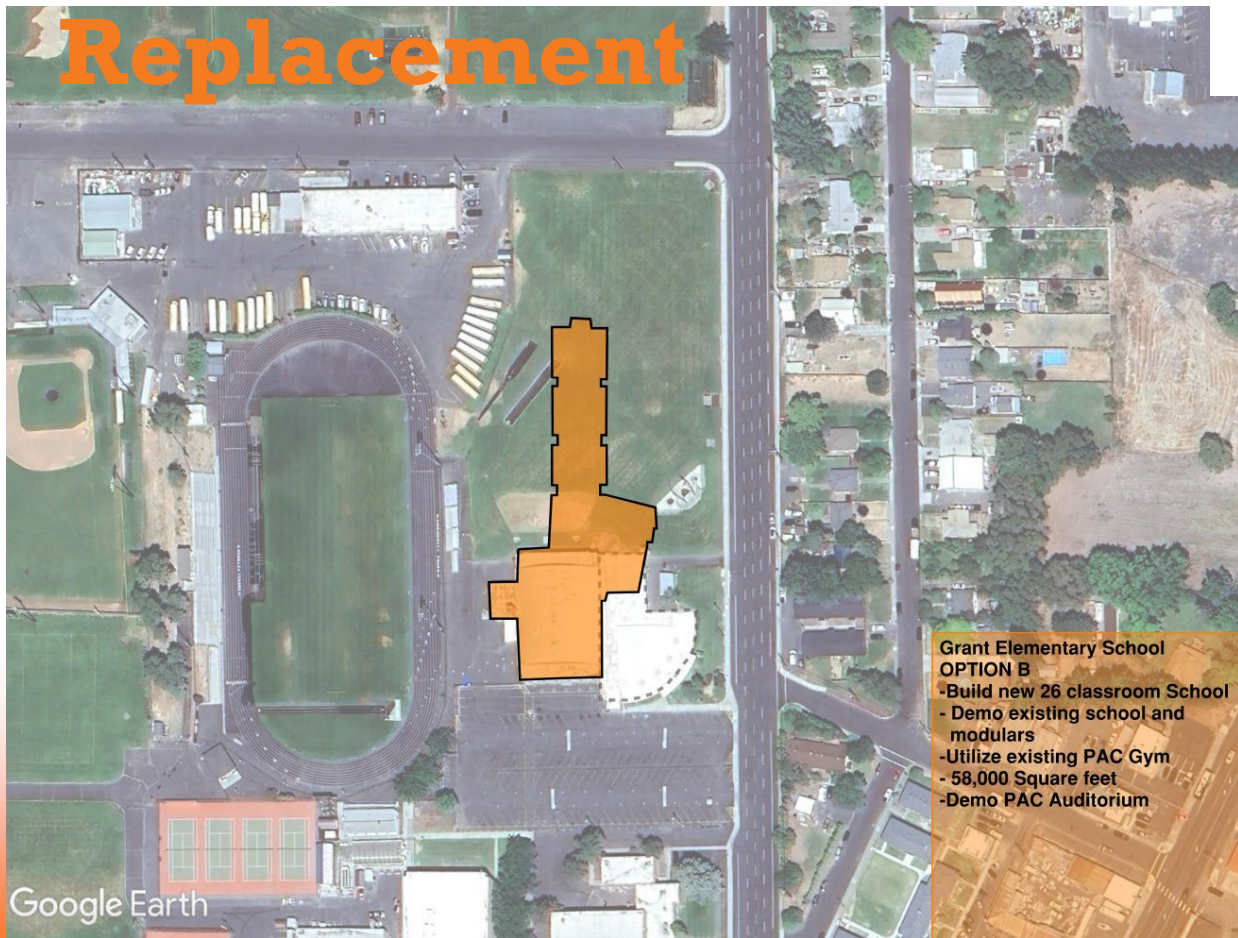 Replacement
Grant Elementary School
OPTION B
-Build new 26 classroom School
- Demo existing school and
modulars
-Utilize existing PAC Gym
- 58,000 Square feet
-Demo PAC Auditorium
Google Earth